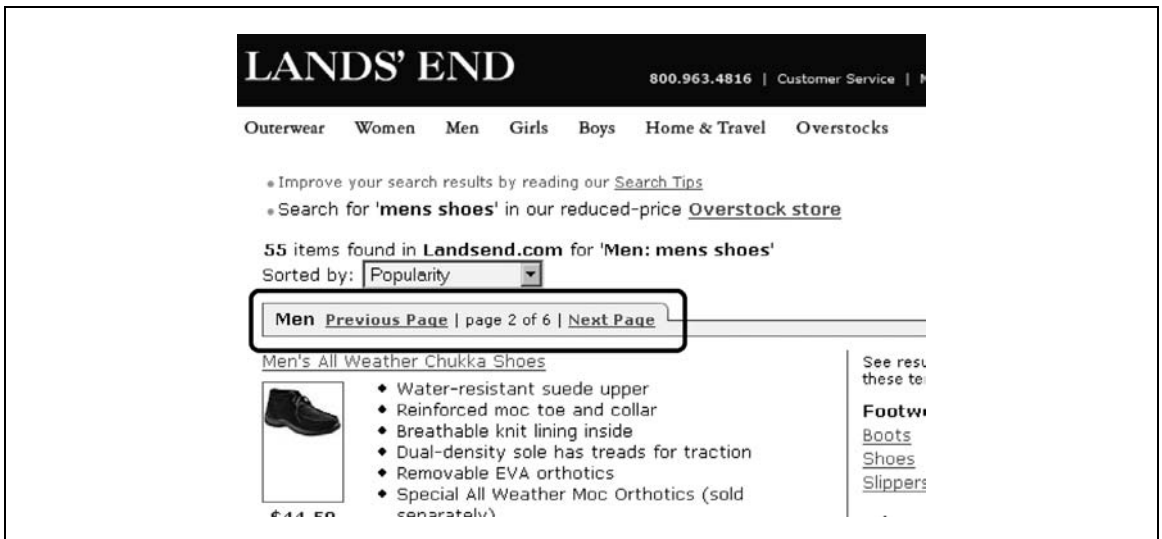 LANDS' END
800.963.4816 | Customer Service |
Outerwear Women Men Girls Boys Home & Travel Overstocks
• Improve your search results by reading our Search Tips
• Search for 'mens shoes' in our reduced-price Overstock store
55 items found in Landsend.com for 'Men: mens shoes'
Sorted by: Popularity
Men Previous Page | page 2 of 6 | Next Page
Men's All Weather Chukka Shoes
• Water-resistant suede upper
• Reinforced moc toe and collar
• Breathable knit lining inside
• Dual-density sole has treads for traction
• Removable EVA orthotics
• Special All Weather Moc Orthotics (sold
separately)
See
these
Boots
Shoes
Slippers